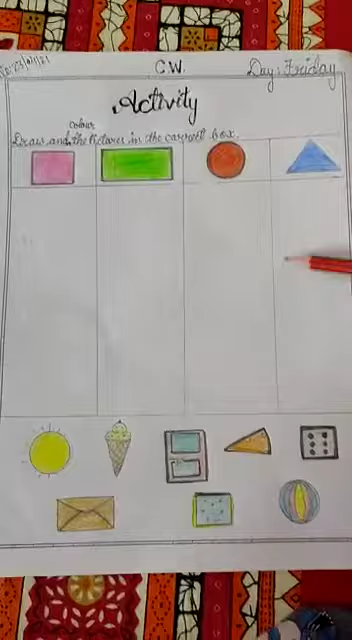 C.W.
Day: Friday
Activity
colour
Draw and the Pictures in the correct box.